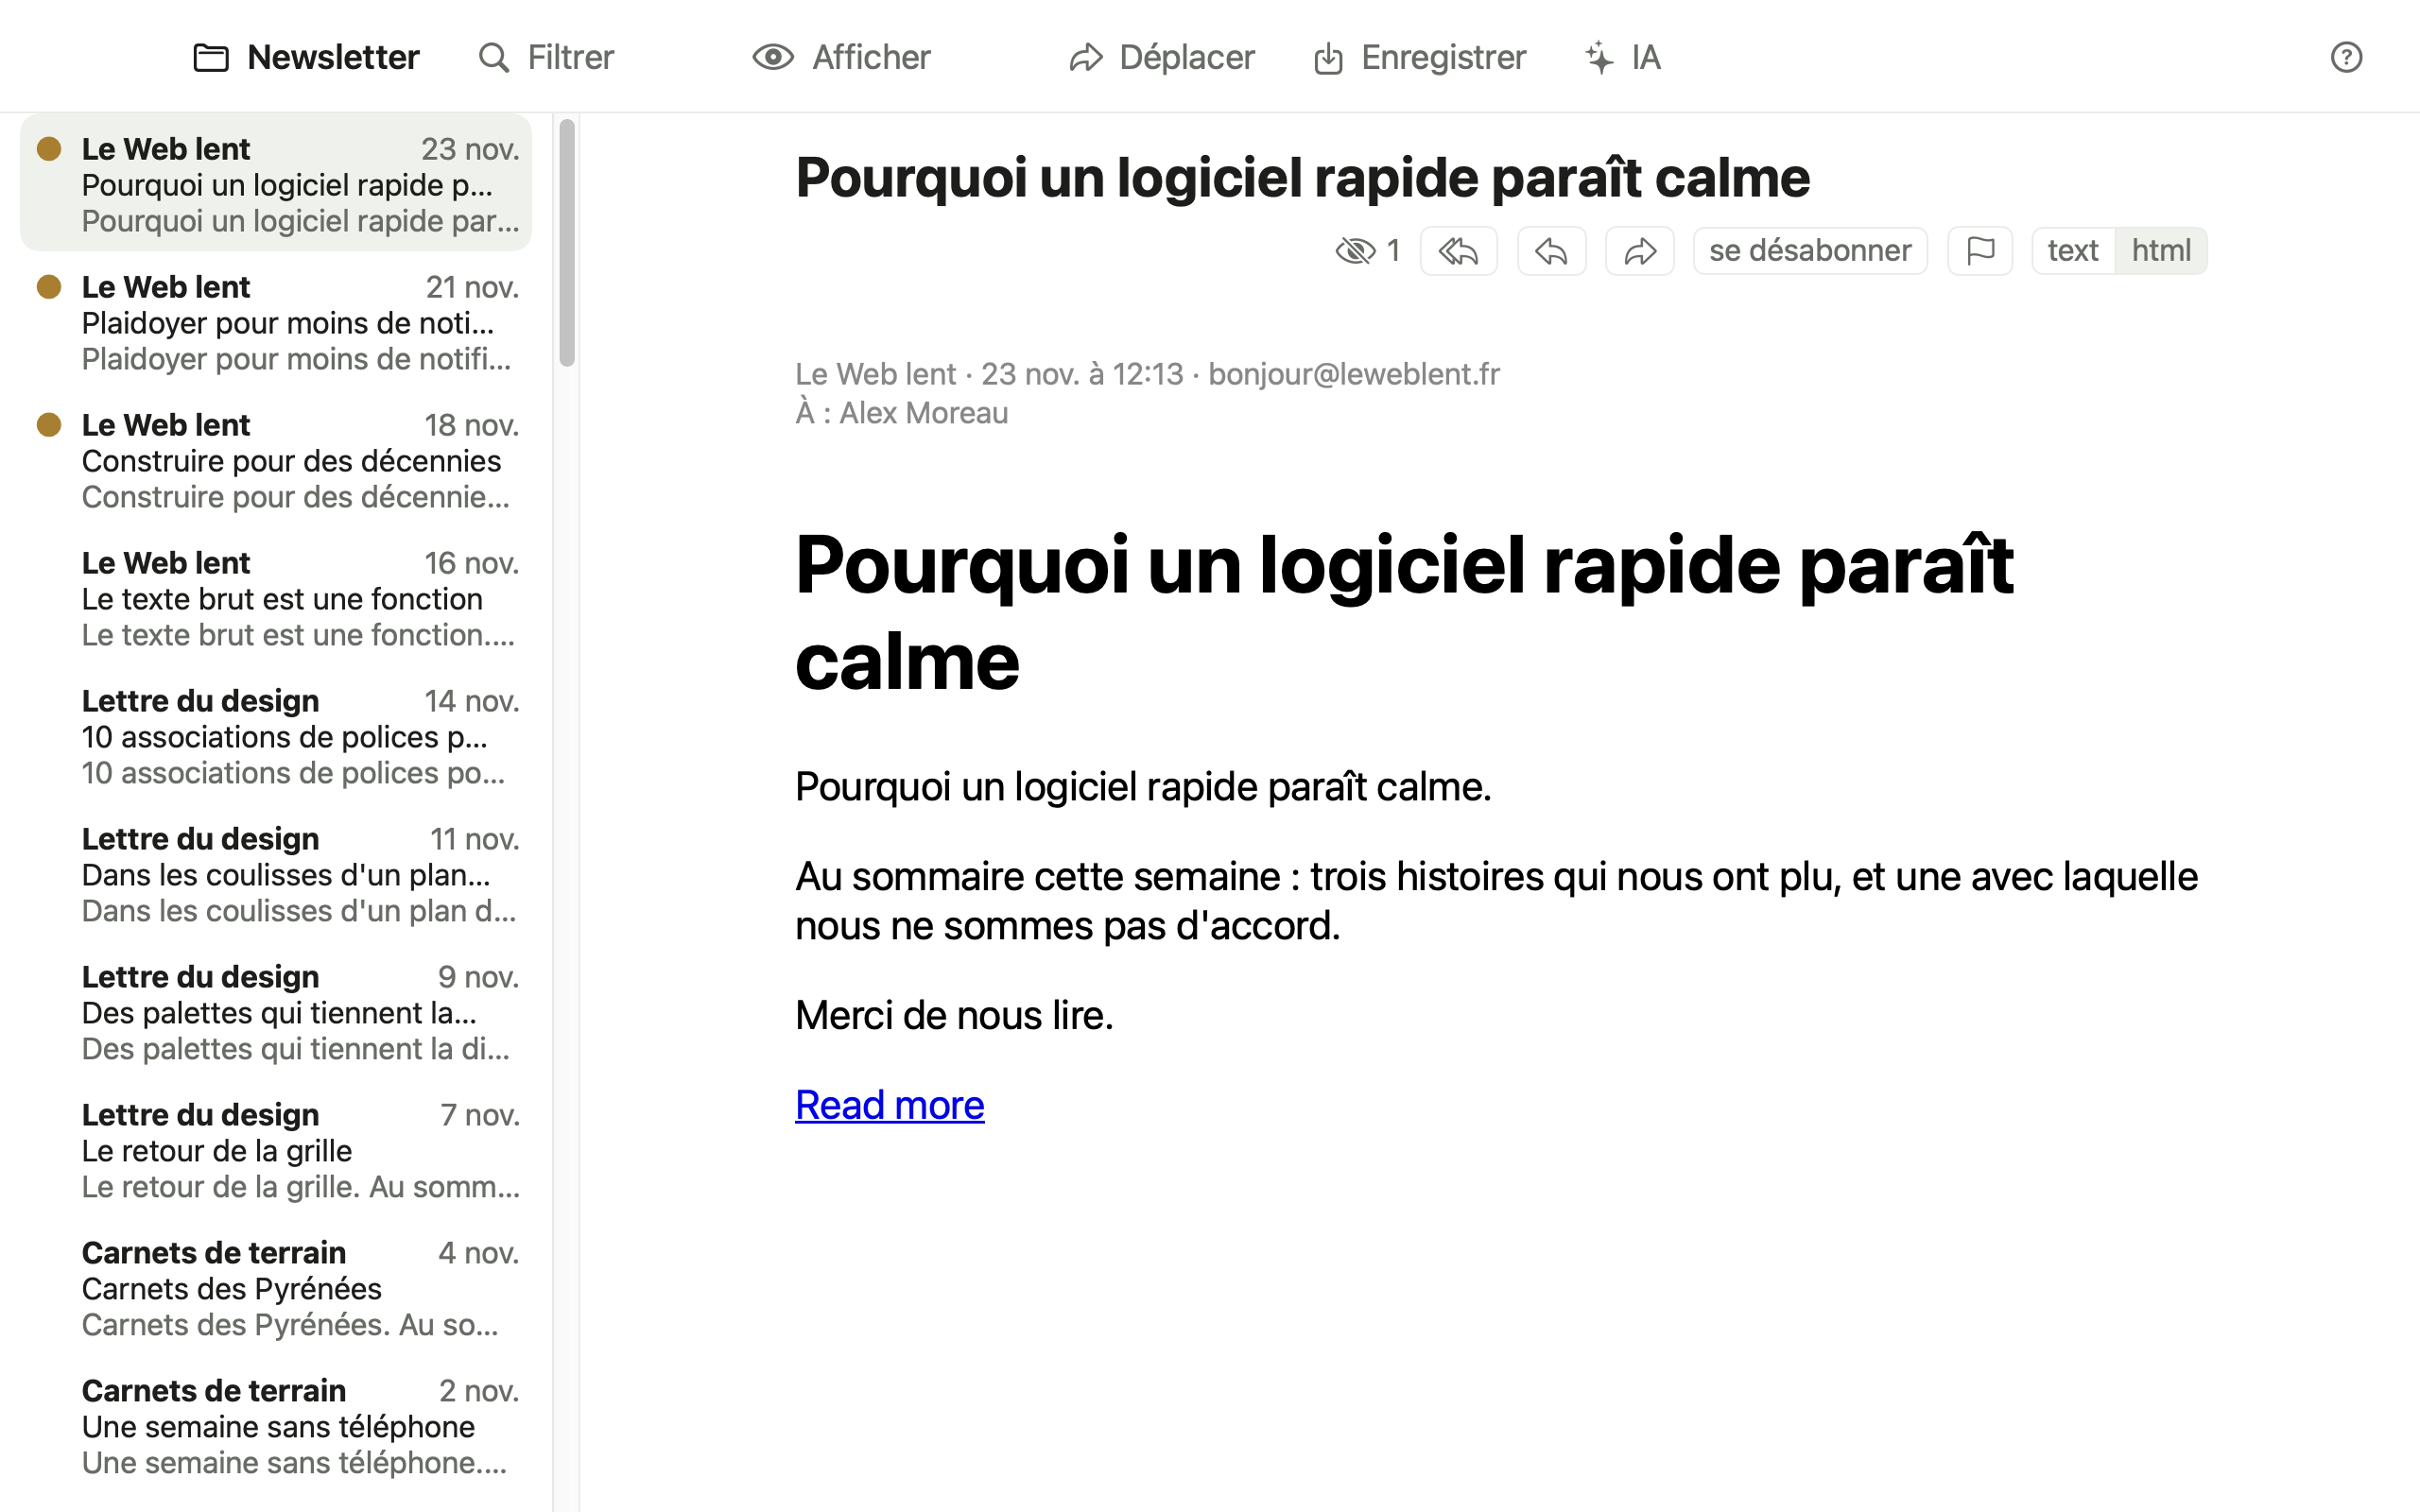 Newsletter
Filtrer
Afficher
Déplacer
Enregistrer
IA
Le Web lent 23 nov.
Pourquoi un logiciel rapide p...
Pourquoi un logiciel rapide par...
Le Web lent 21 nov.
Plaidoyer pour moins de noti...
Plaidoyer pour moins de notifi...
Le Web lent 18 nov.
Construire pour des décennies
Construire pour des décennie...
Le Web lent 16 nov.
Le texte brut est une fonction
Le texte brut est une fonction....
Lettre du design 14 nov.
10 associations de polices p...
10 associations de polices po...
Lettre du design 11 nov.
Dans les coulisses d'un plan...
Dans les coulisses d'un plan d...
Lettre du design 9 nov.
Des palettes qui tiennent la...
Des palettes qui tiennent la di...
Lettre du design 7 nov.
Le retour de la grille
Le retour de la grille. Au somm...
Carnets de terrain 4 nov.
Carnets des Pyrénées
Carnets des Pyrénées. Au so...
Carnets de terrain 2 nov.
Une semaine sans téléphone
Une semaine sans téléphone....
Pourquoi un logiciel rapide paraît calme
1
se désabonner
text html
Le Web lent · 23 nov. à 12:13 · bonjour@leweblent.fr
À : Alex Moreau
Pourquoi un logiciel rapide paraît
calme
Pourquoi un logiciel rapide paraît calme.
Au sommaire cette semaine : trois histoires qui nous ont plu, et une avec laquelle
nous ne sommes pas d'accord.
Merci de nous lire.
Read more